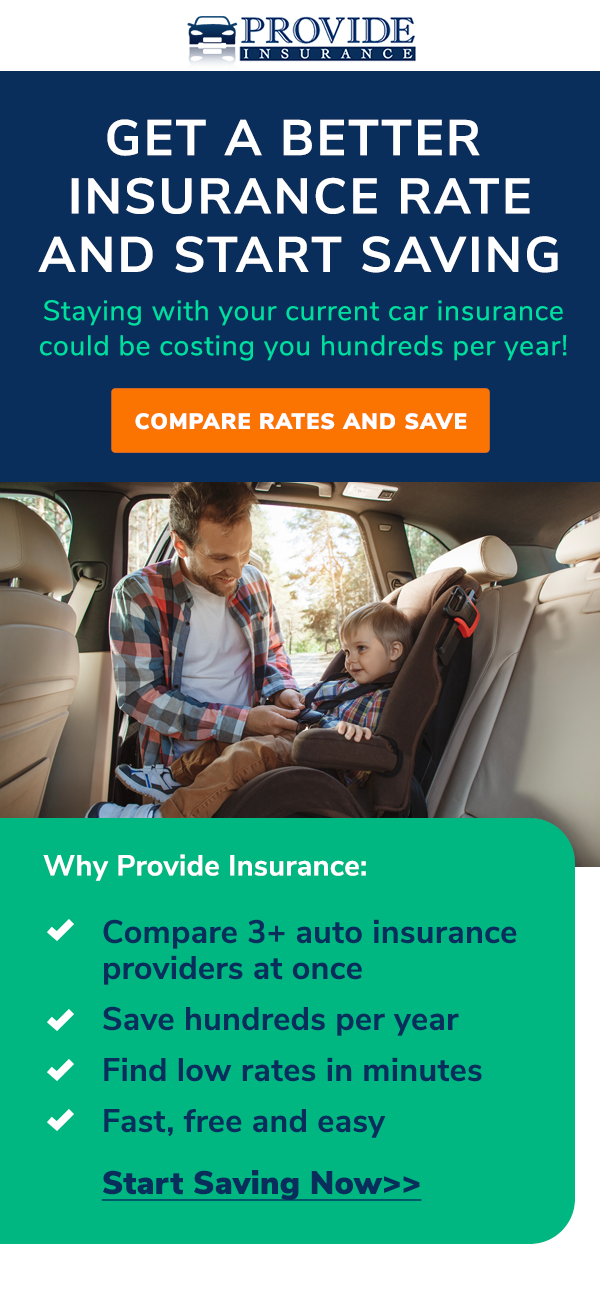 PROVIDE
INSURANCE
GET A BETTER
INSURANCE RATE
AND START SAVING
Staying with your current car insurance
could be costing you hundreds per year!
COMPARE RATES AND SAVE
Why Provide Insurance:
Compare 3+ auto insurance
providers at once
Save hundreds per year
Find low rates in minutes
Fast, free and easy
Start Saving Now>>